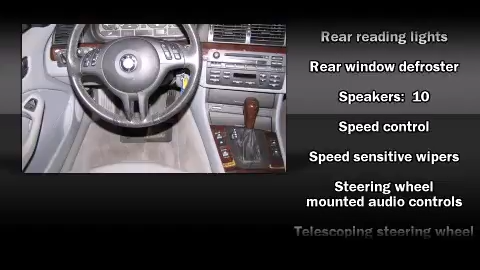 Rear reading lights
Rear window defroster
Speakers: 10
Speed control
Speed sensitive wipers
Steering wheel
mounted audio controls
Telescoping steering wheel